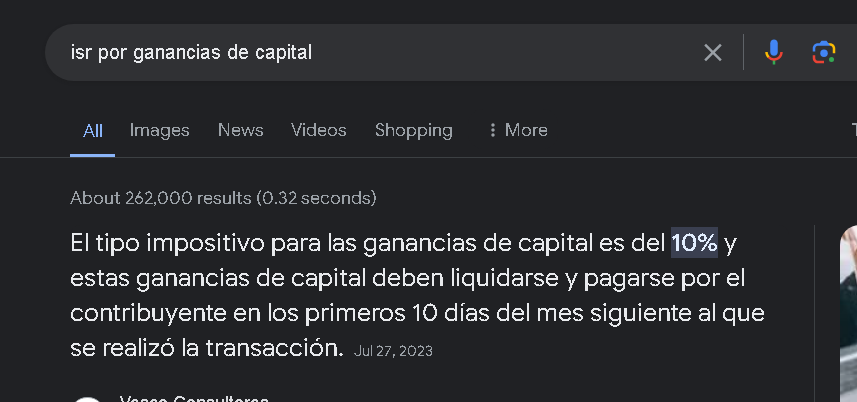 isr por ganancias de capital
All Images News Videos Shopping More
About 262,000 results (0.32 seconds)
El tipo impositivo para las ganancias de capital es del 10% y
estas ganancias de capital deben liquidarse y pagarse por el
contribuyente en los primeros 10 días del mes siguiente al que
se realizó la transacción. Jul 27, 2023